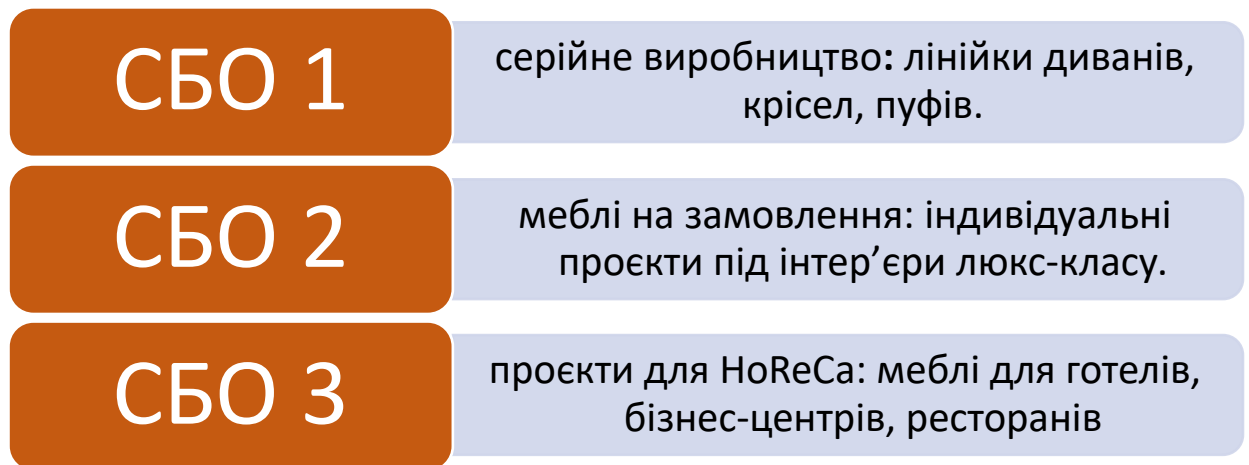 СБО 1
серійне виробництво: лінійки диванів,
крісел, пуфів.
СБО 2
меблі на замовлення: індивідуальні
проєкти під інтер’єри люкс-класу.
СБО 3
проєкти для HoReCa: меблі для готелів,
бізнес-центрів, ресторанів